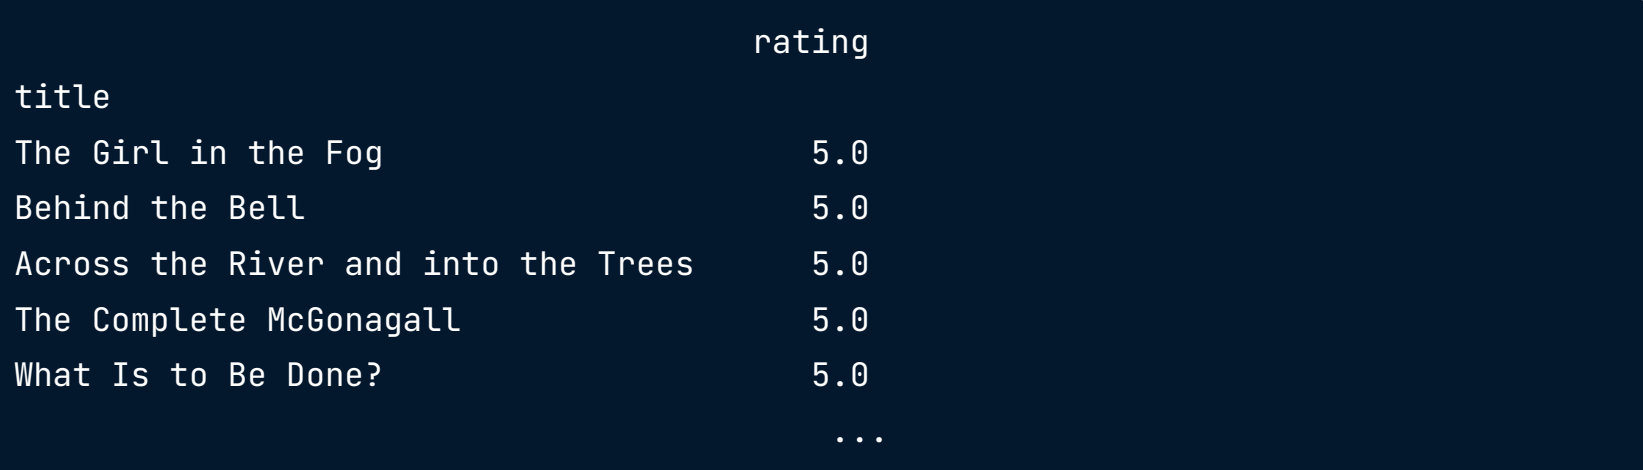 rating
title
The Girl in the Fog 5.0
Behind the Bell 5.0
Across the River and into the Trees 5.0
The Complete McGonagall 5.0
What Is to Be Done? 5.0
...